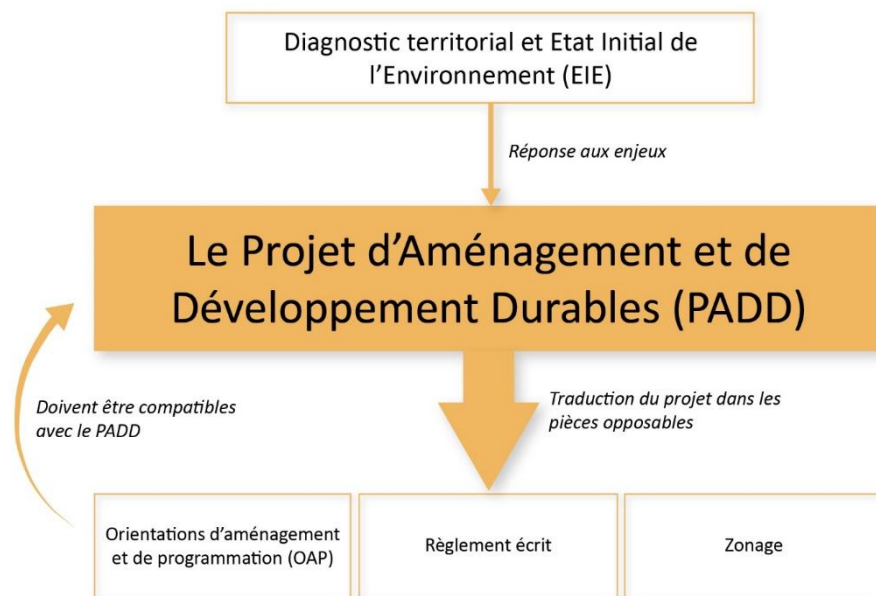 Diagnostic territorial et Etat Initial de
l'Environnement (EIE)
Réponse aux enjeux
Le Projet d'Aménagement et de
Développement Durables (PADD)
Doivent être compatibles
avec le PADD
Traduction du projet dans les
pièces opposables
Orientations d'aménagement
et de programmation (OAP)
Règlement écrit
Zonage